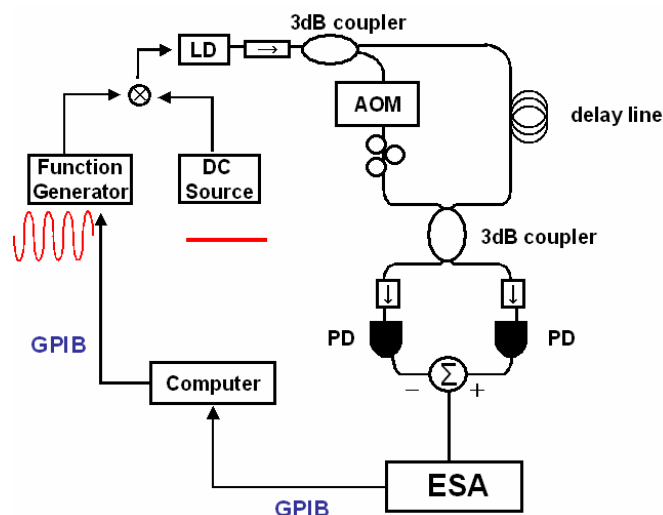 3dB coupler
LD
→
AOM
delay line
⊗
Function
Generator
DC
Source
3dB coupler
↓
↓
PD
PD
GPIB
Computer
− Σ +
ESA
GPIB